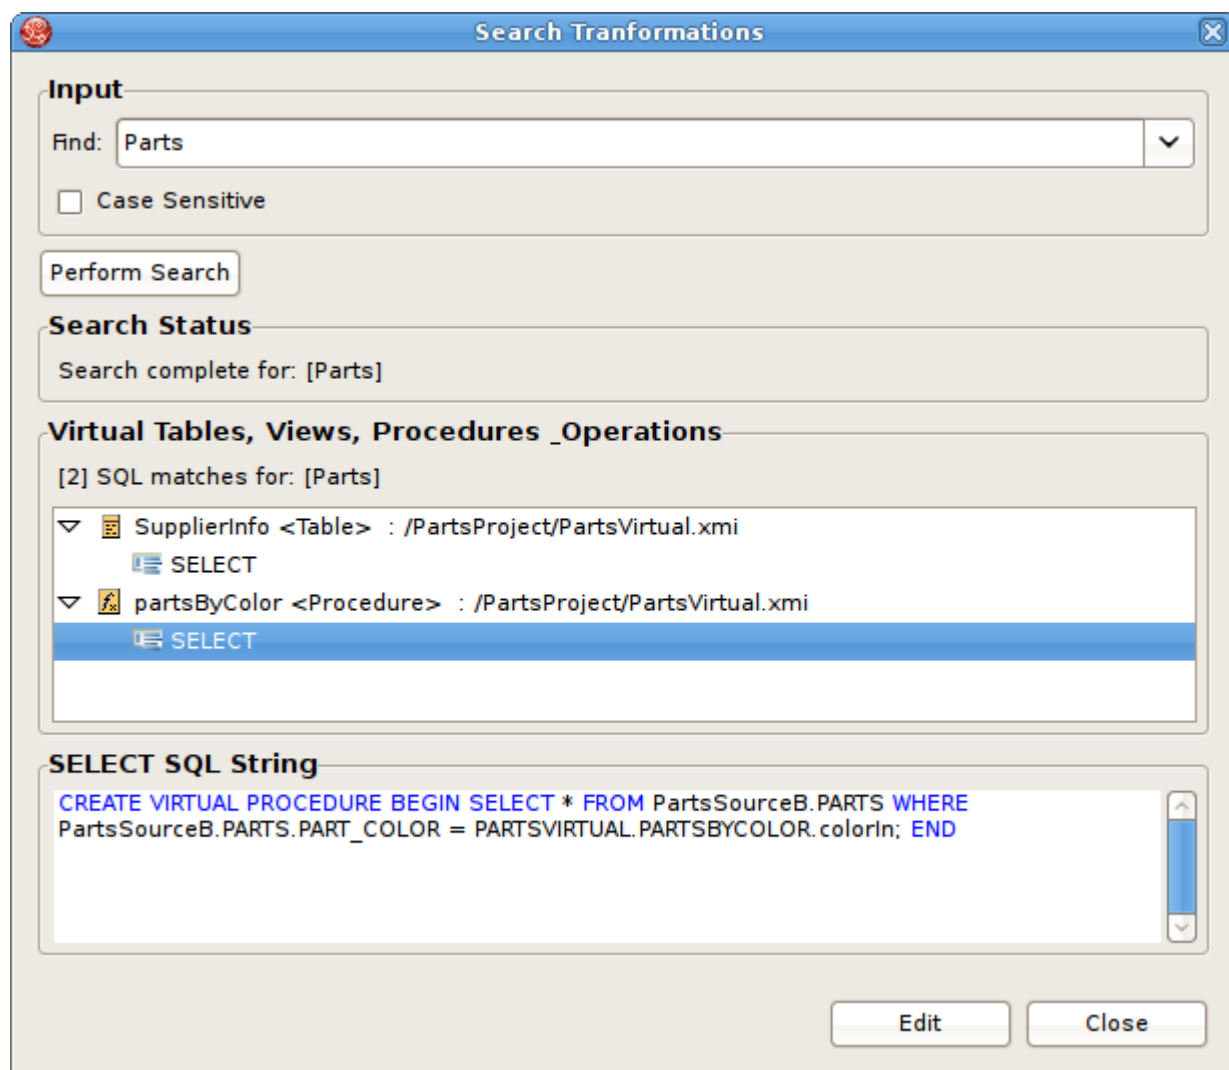 Search Tranformations
Input
Find: Parts
Case Sensitive
Perform Search
Search Status
Search complete for: [Parts]
Virtual Tables, Views, Procedures _Operations
[2] SQL matches for: [Parts]
SupplierInfo <Table> : /PartsProject/PartsVirtual.xmi
SELECT
partsByColor <Procedure> : /PartsProject/PartsVirtual.xmi
SELECT
SELECT SQL String
CREATE VIRTUAL PROCEDURE BEGIN SELECT * FROM PartsSourceB.PARTS WHERE
PartsSourceB.PARTS.PART_COLOR = PARTSVIRTUAL.PARTSBYCOLOR.colorIn; END
Edit Close